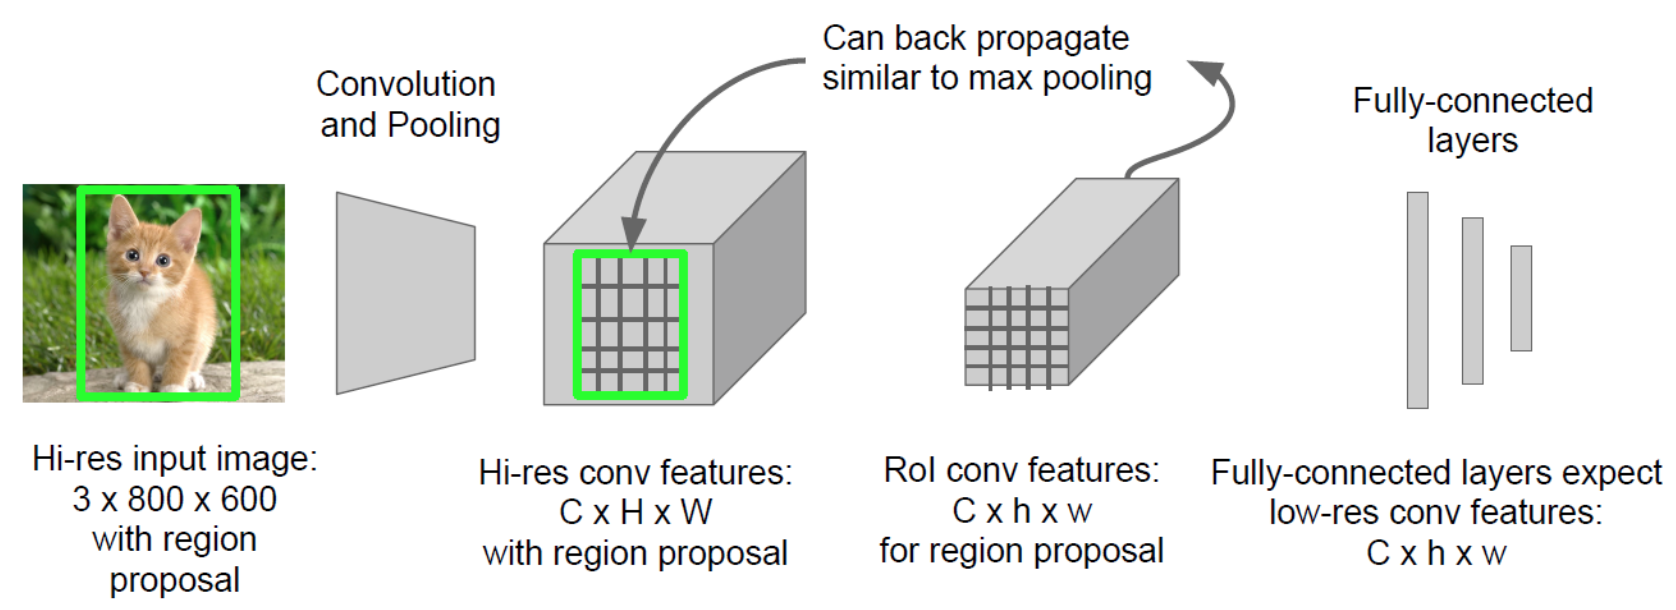 Can back propagate
similar to max pooling
Convolution
and Pooling
Fully-connected
layers
Hi-res input image:
3 x 800 x 600
with region
proposal
Hi-res conv features:
C x H x W
with region proposal
RoI conv features:
C x h x w
for region proposal
Fully-connected layers expect
low-res conv features:
C x h x w